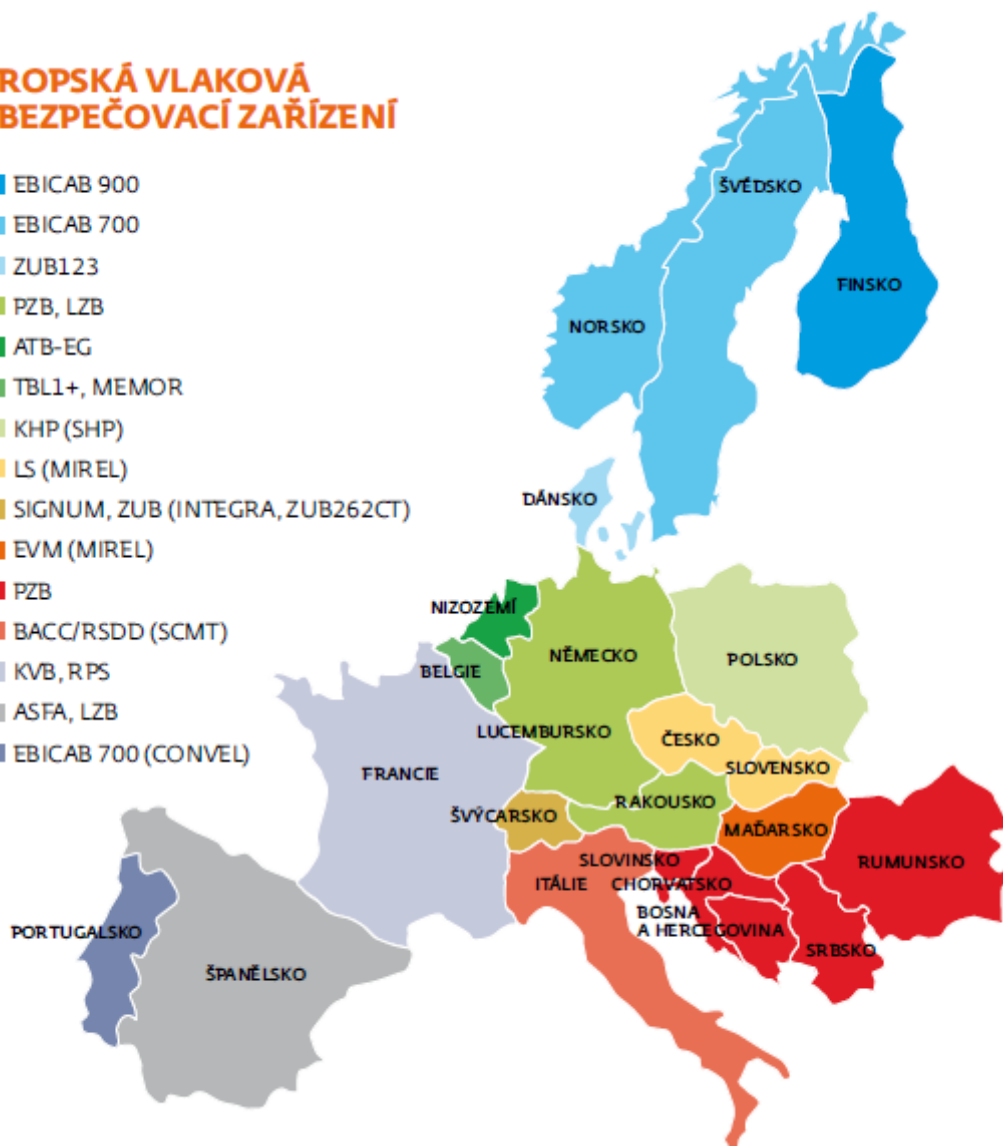 ROPSKÁ VLAKOVÁ
BEZPEČOVACÍ ZAŘÍZENÍ
EBICAB 900
EBICAB 700
ZUB123
PZB, LZB
ATB-EG
TBL1+, MEMOR
KHP (SHP)
LS (MIREL)
SIGNUM, ZUB (INTEGRA, ZUB262CT)
EVM (MIREL)
PZB
BACC/RSDD (SCMT)
KVB, RPS
ASFA, LZB
EBICAB 700 (CONVEL)
ŠVÉDSKO
FINSKO
NORSKO
DÁNSKO
NIZOZEMÍ
NĚMECKO
POLSKO
BELGIE
LUCEMBURSKO
ČESKO
SLOVENSKO
FRANCIE
RAKOUSKO
ŠVÝCARSKO
MAĎARSKO
SLOVINSKO
RUMUNSKO
ITÁLIE
CHORVATSKO
BOSNA
A HERCEGOVINA
PORTUGALSKO
SRBSKO
ŠPANĚLSKO